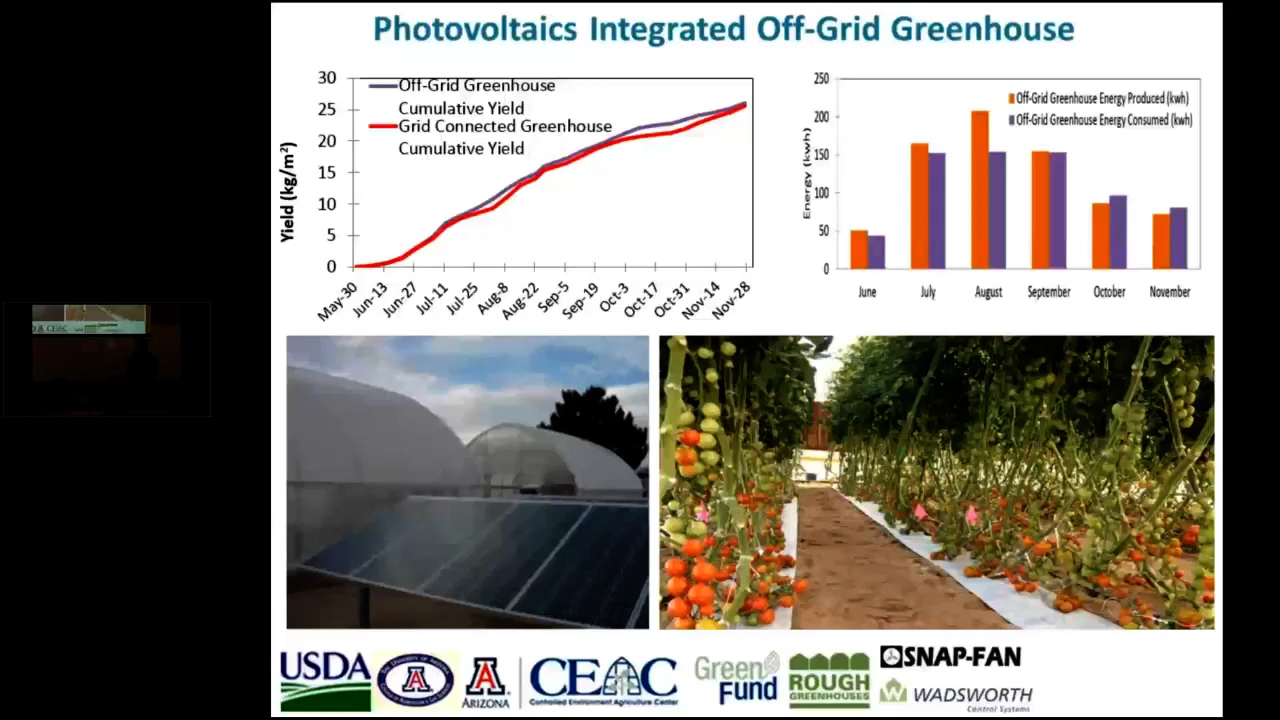 Photovoltaics Integrated Off-Grid Greenhouse
30
25
20
15
10
5
0
Yield (kg/m²)
Off-Grid Greenhouse
Cumulative Yield
Grid Connected Greenhouse
Cumulative Yield
May-30
Jun-13
Jun-27
Jul-11
Jul-25
Aug-8
Aug-22
Sep-5
Sep-19
Oct-3
Oct-17
Oct-31
Nov-14
Nov-28
250
200
150
100
50
0
Energy (kwh)
Off-Grid Greenhouse Energy Produced (kwh)
Off-Grid Greenhouse Energy Consumed (kwh)
June
July
August
September
October
November
USDA
A
A
ARIZONA
CEAC
Controlled Environment Agriculture Center
Green
Fund
ROUGH
GREENHOUSES
SNAP-FAN
WADSWORTH
Control Systems